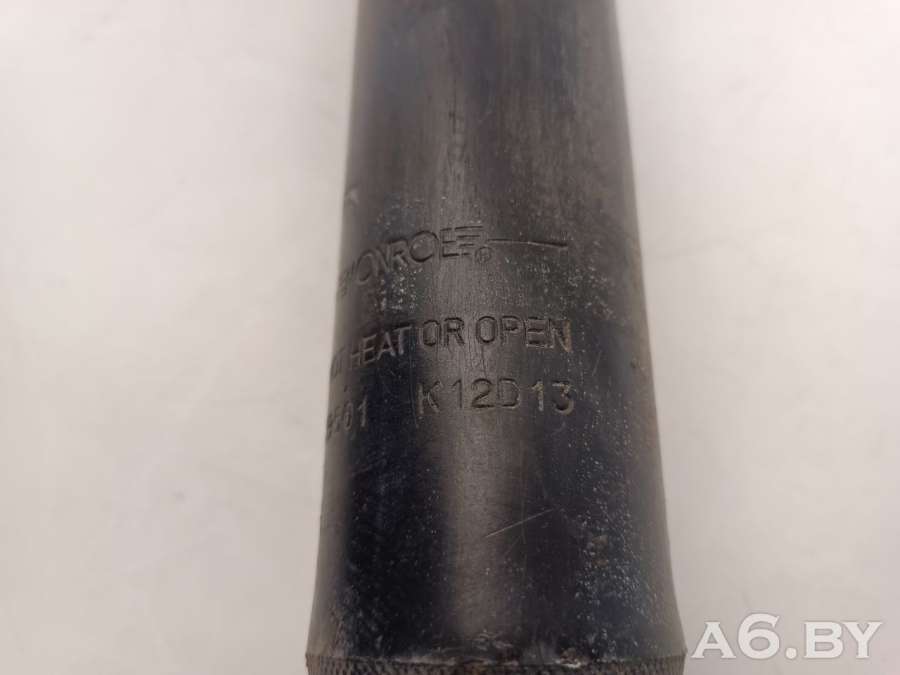 MONROE®
HEAT OR OPEN
K12D13
A6.BY